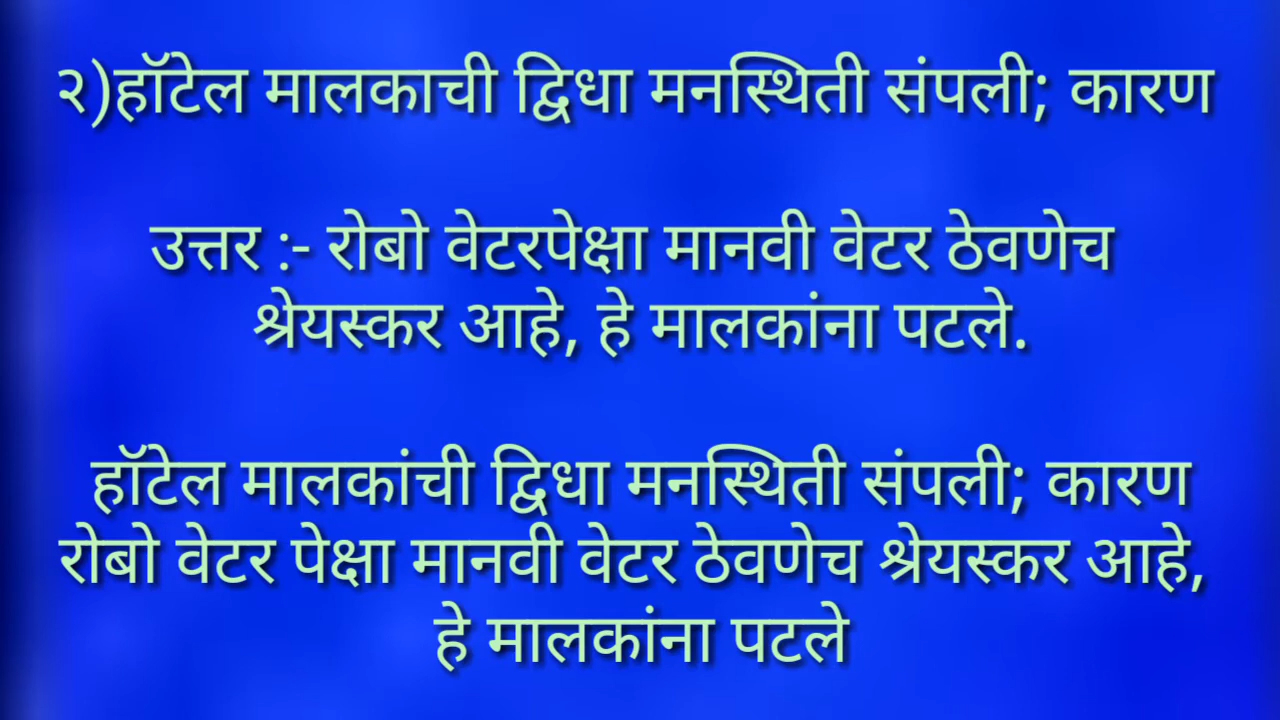 २)हॉटेल मालकाची द्विधा मनस्थिती संपली; कारण
उत्तर :- रोबो वेटरपेक्षा मानवी वेटर ठेवणेच
श्रेयस्कर आहे, हे मालकांना पटले.
हॉटेल मालकांची द्विधा मनस्थिती संपली; कारण
रोबो वेटर पेक्षा मानवी वेटर ठेवणेच श्रेयस्कर आहे,
हे मालकांना पटले